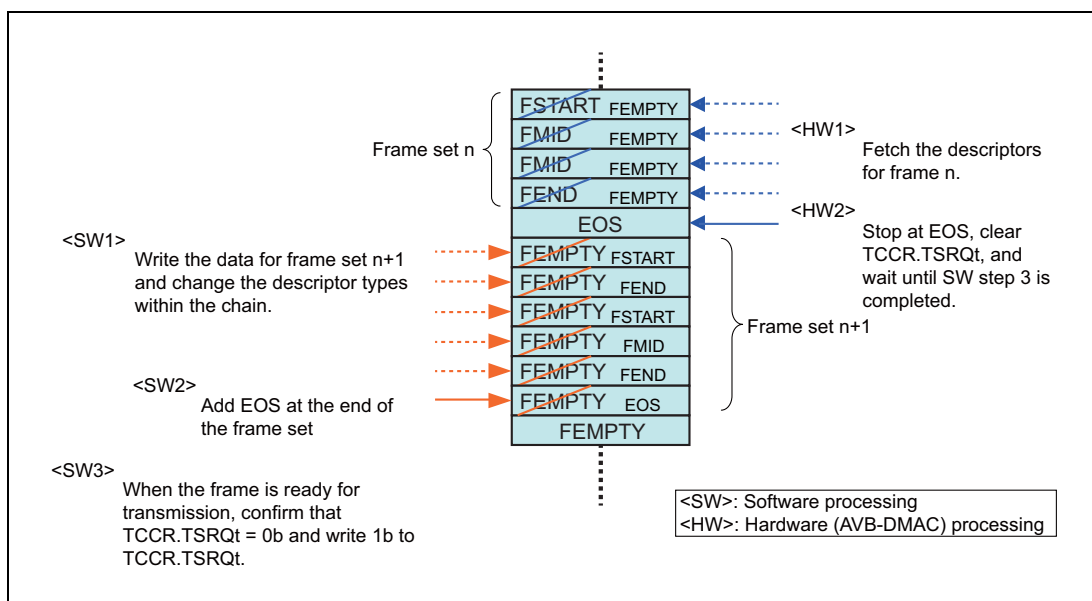 FSTART FEMPTY
FMID FEMPTY
FMID FEMPTY
FEND FEMPTY
EOS
FEMPTY FSTART
FEMPTY FEND
FEMPTY FSTART
FEMPTY FMID
FEMPTY FEND
FEMPTY EOS
FEMPTY
Frame set n
<HW1>
Fetch the descriptors
for frame n.
<HW2>
Stop at EOS, clear
TCCR.TSRQt, and
wait until SW step 3 is
completed.
Frame set n+1
<SW1>
Write the data for frame set n+1
and change the descriptor types
within the chain.
<SW2>
Add EOS at the end of
the frame set
<SW3>
When the frame is ready for
transmission, confirm that
TCCR.TSRQt = 0b and write 1b to
TCCR.TSRQt.
<SW>: Software processing
<HW>: Hardware (AVB-DMAC) processing